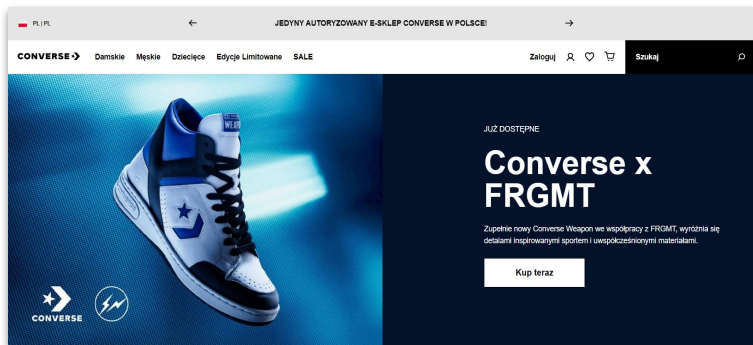 PL | PL
JEDYNY AUTORYZOWANY E-SKLEP CONVERSE W POLSCE!
CONVERSE
Damskie
Męskie
Dziecięce
Edycje Limitowane
SALE
Zaloguj
Szukaj
WEAPON
CONVERSE
JUŻ DOSTĘPNE
Converse x
FRGMT
Zupełnie nowy Converse Weapon we współpracy z FRGMT, wyróżnia się
detalami inspirowanymi sportem i uwspółcześnionymi materiałami.
Kup teraz